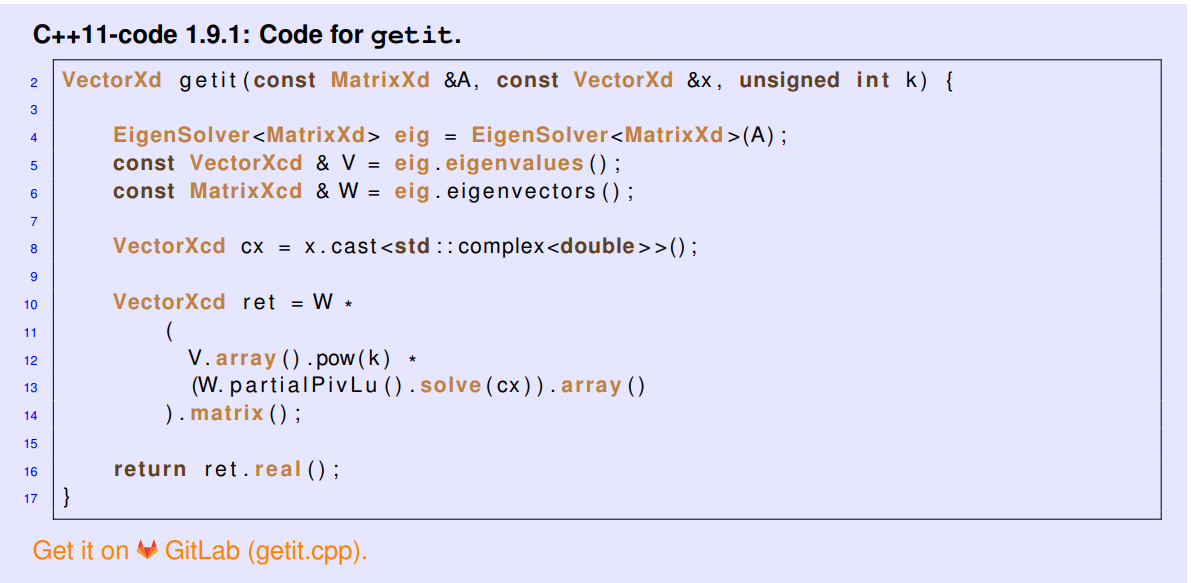 C++11-code 1.9.1: Code for getit.
2 VectorXd getit(const MatrixXd &A, const VectorXd &x, unsigned int k) {
3
4 EigenSolver<MatrixXd> eig = EigenSolver<MatrixXd>(A);
5 const VectorXcd & V = eig.eigenvalues();
6 const MatrixXcd & W = eig.eigenvectors();
7
8 VectorXcd cx = x.cast<std::complex<double>>();
9
10 VectorXcd ret = W *
11 (
12 V.array().pow(k) *
13 (W.partialPivLu().solve(cx)).array()
14 ).matrix();
15
16 return ret.real();
17 }
Get it on GitLab (getit.cpp).